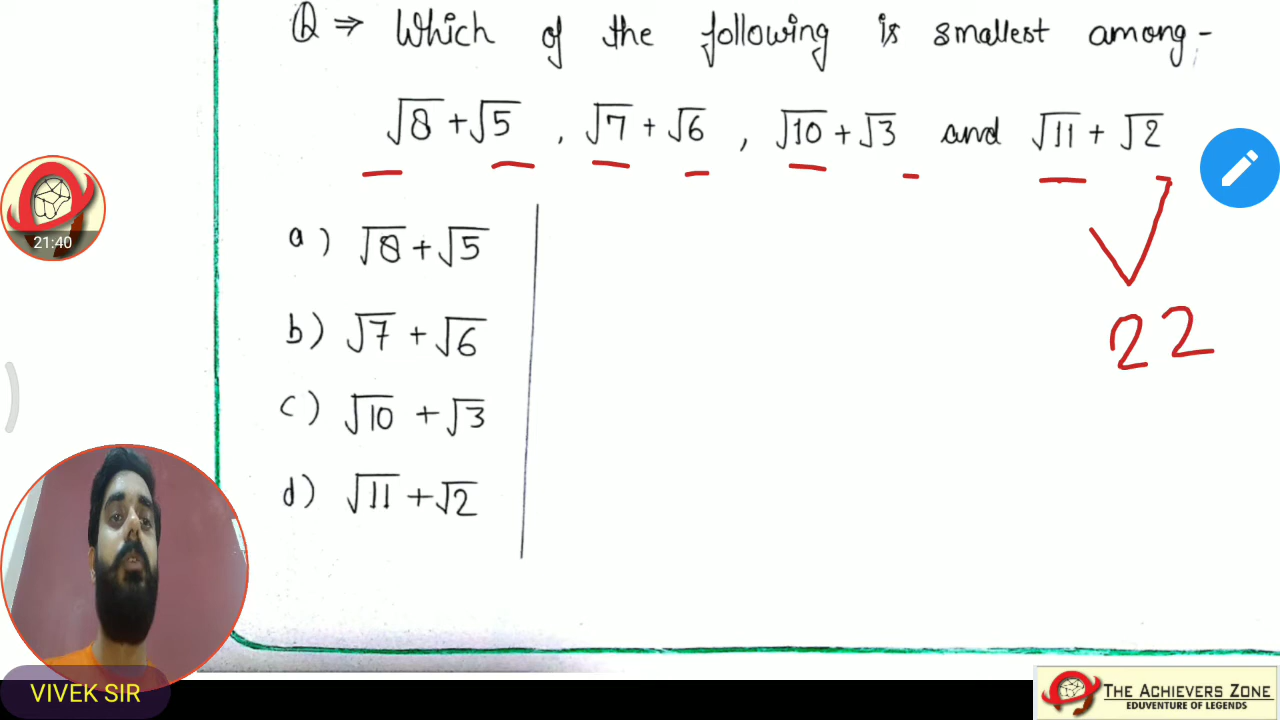 Q ⇒ Which of the following is smallest among -
√8 + √5 , √7 + √6 , √10 + √3 and √11 + √2
21:40
a) √8 + √5
b) √7 + √6
c) √10 + √3
d) √11 + √2
22
VIVEK SIR
THE ACHIEVERS ZONE
EDUVENTURE OF LEGENDS